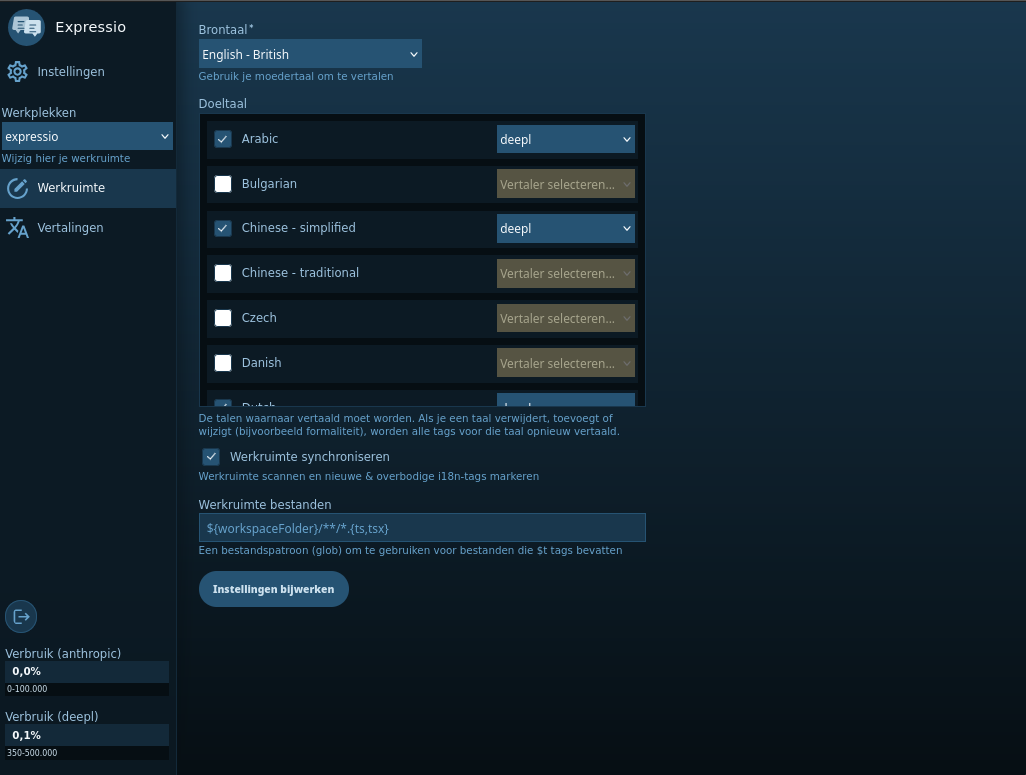 Expressio
Instellingen
Werkplekken
expressio
Wijzig hier je werkruimte
Werkruimte
Vertalingen
Verbruik (anthropic)
0,0%
0-100.000
Verbruik (deepl)
0,1%
350-500.000
Brontaal*
English - British
Gebruik je moedertaal om te vertalen
Doeltaal
Arabic deepl
Bulgarian Vertaler selecteren...
Chinese - simplified deepl
Chinese - traditional Vertaler selecteren...
Czech Vertaler selecteren...
Danish Vertaler selecteren...
Dutch deepl
De talen waarnaar vertaald moet worden. Als je een taal verwijdert, toevoegt of
wijzigt (bijvoorbeeld formaliteit), worden alle tags voor die taal opnieuw vertaald.
Werkruimte synchroniseren
Werkruimte scannen en nieuwe & overbodige i18n-tags markeren
Werkruimte bestanden
${workspaceFolder}/**/*.{ts,tsx}
Een bestandspatroon (glob) om te gebruiken voor bestanden die $t tags bevatten
Instellingen bijwerken